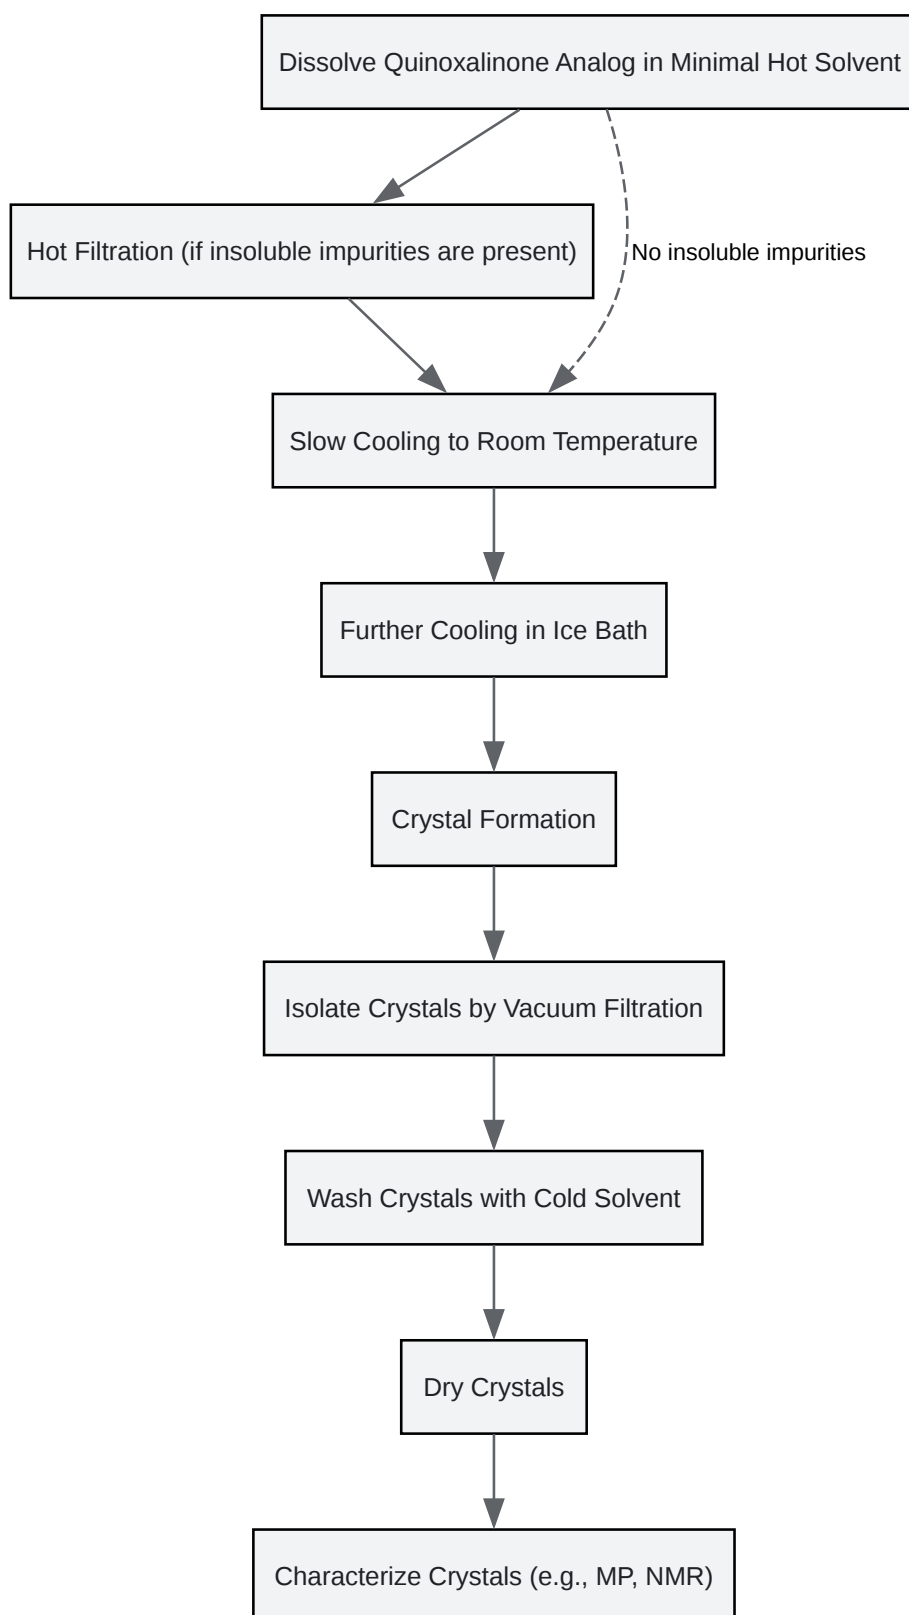 Dissolve Quinoxalinone Analog in Minimal Hot Solvent
Hot Filtration (if insoluble impurities are present)
No insoluble impurities
Slow Cooling to Room Temperature
Further Cooling in Ice Bath
Crystal Formation
Isolate Crystals by Vacuum Filtration
Wash Crystals with Cold Solvent
Dry Crystals
Characterize Crystals (e.g., MP, NMR)